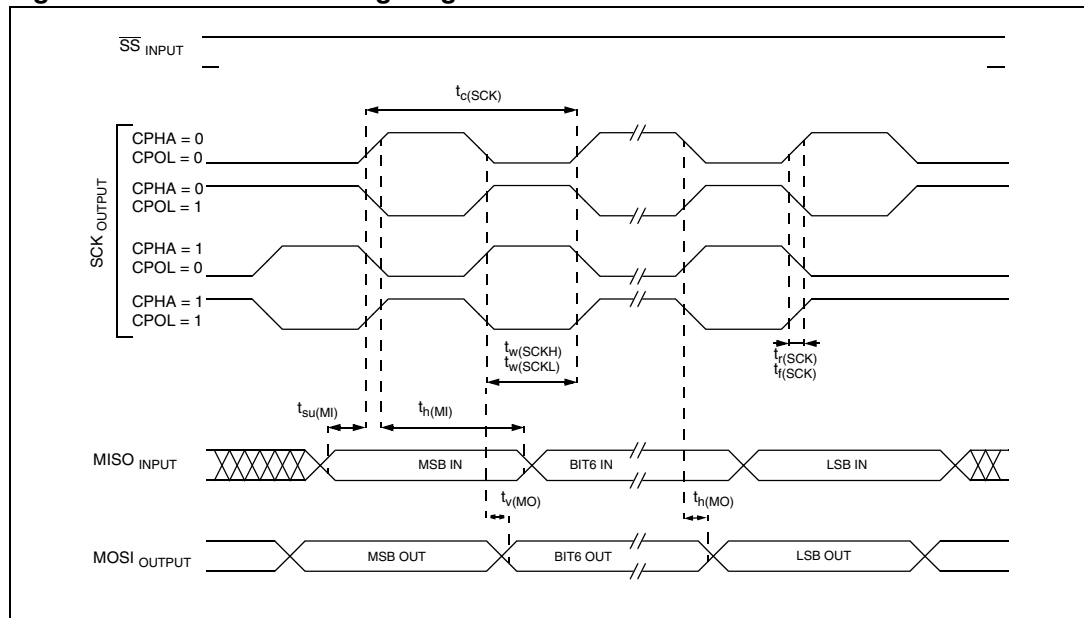 SS INPUT
tc(SCK)
SCK OUTPUT
CPHA = 0
CPOL = 0
CPHA = 0
CPOL = 1
CPHA = 1
CPOL = 0
CPHA = 1
CPOL = 1
tw(SCKH)
tw(SCKL)
tr(SCK)
tf(SCK)
tsu(MI)
th(MI)
MISO INPUT
MSB IN
BIT6 IN
LSB IN
tv(MO)
th(MO)
MOSI OUTPUT
MSB OUT
BIT6 OUT
LSB OUT